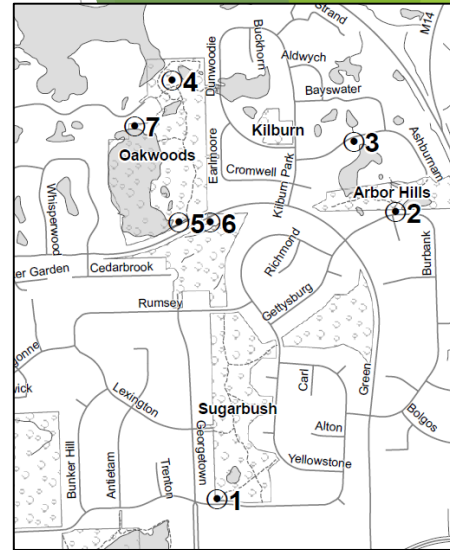 Strand
M14
Buckhorn
Aldwych
Dunwoodie
4
Bayswater
7
Kilburn
3
Oakwoods
Earlmoore
Cromwell
Ashburnam
Kilburn Park
Arbor Hills
Whisperwood
5
6
2
Richmond
Burbank
er Garden
Cedarbrook
Rumsey
Gettysburg
gonne
Carl
Green
wick
Lexington
Sugarbush
Bolgos
Alton
Bunker Hill
Antietam
Trenton
Georgetown
Yellowstone
1